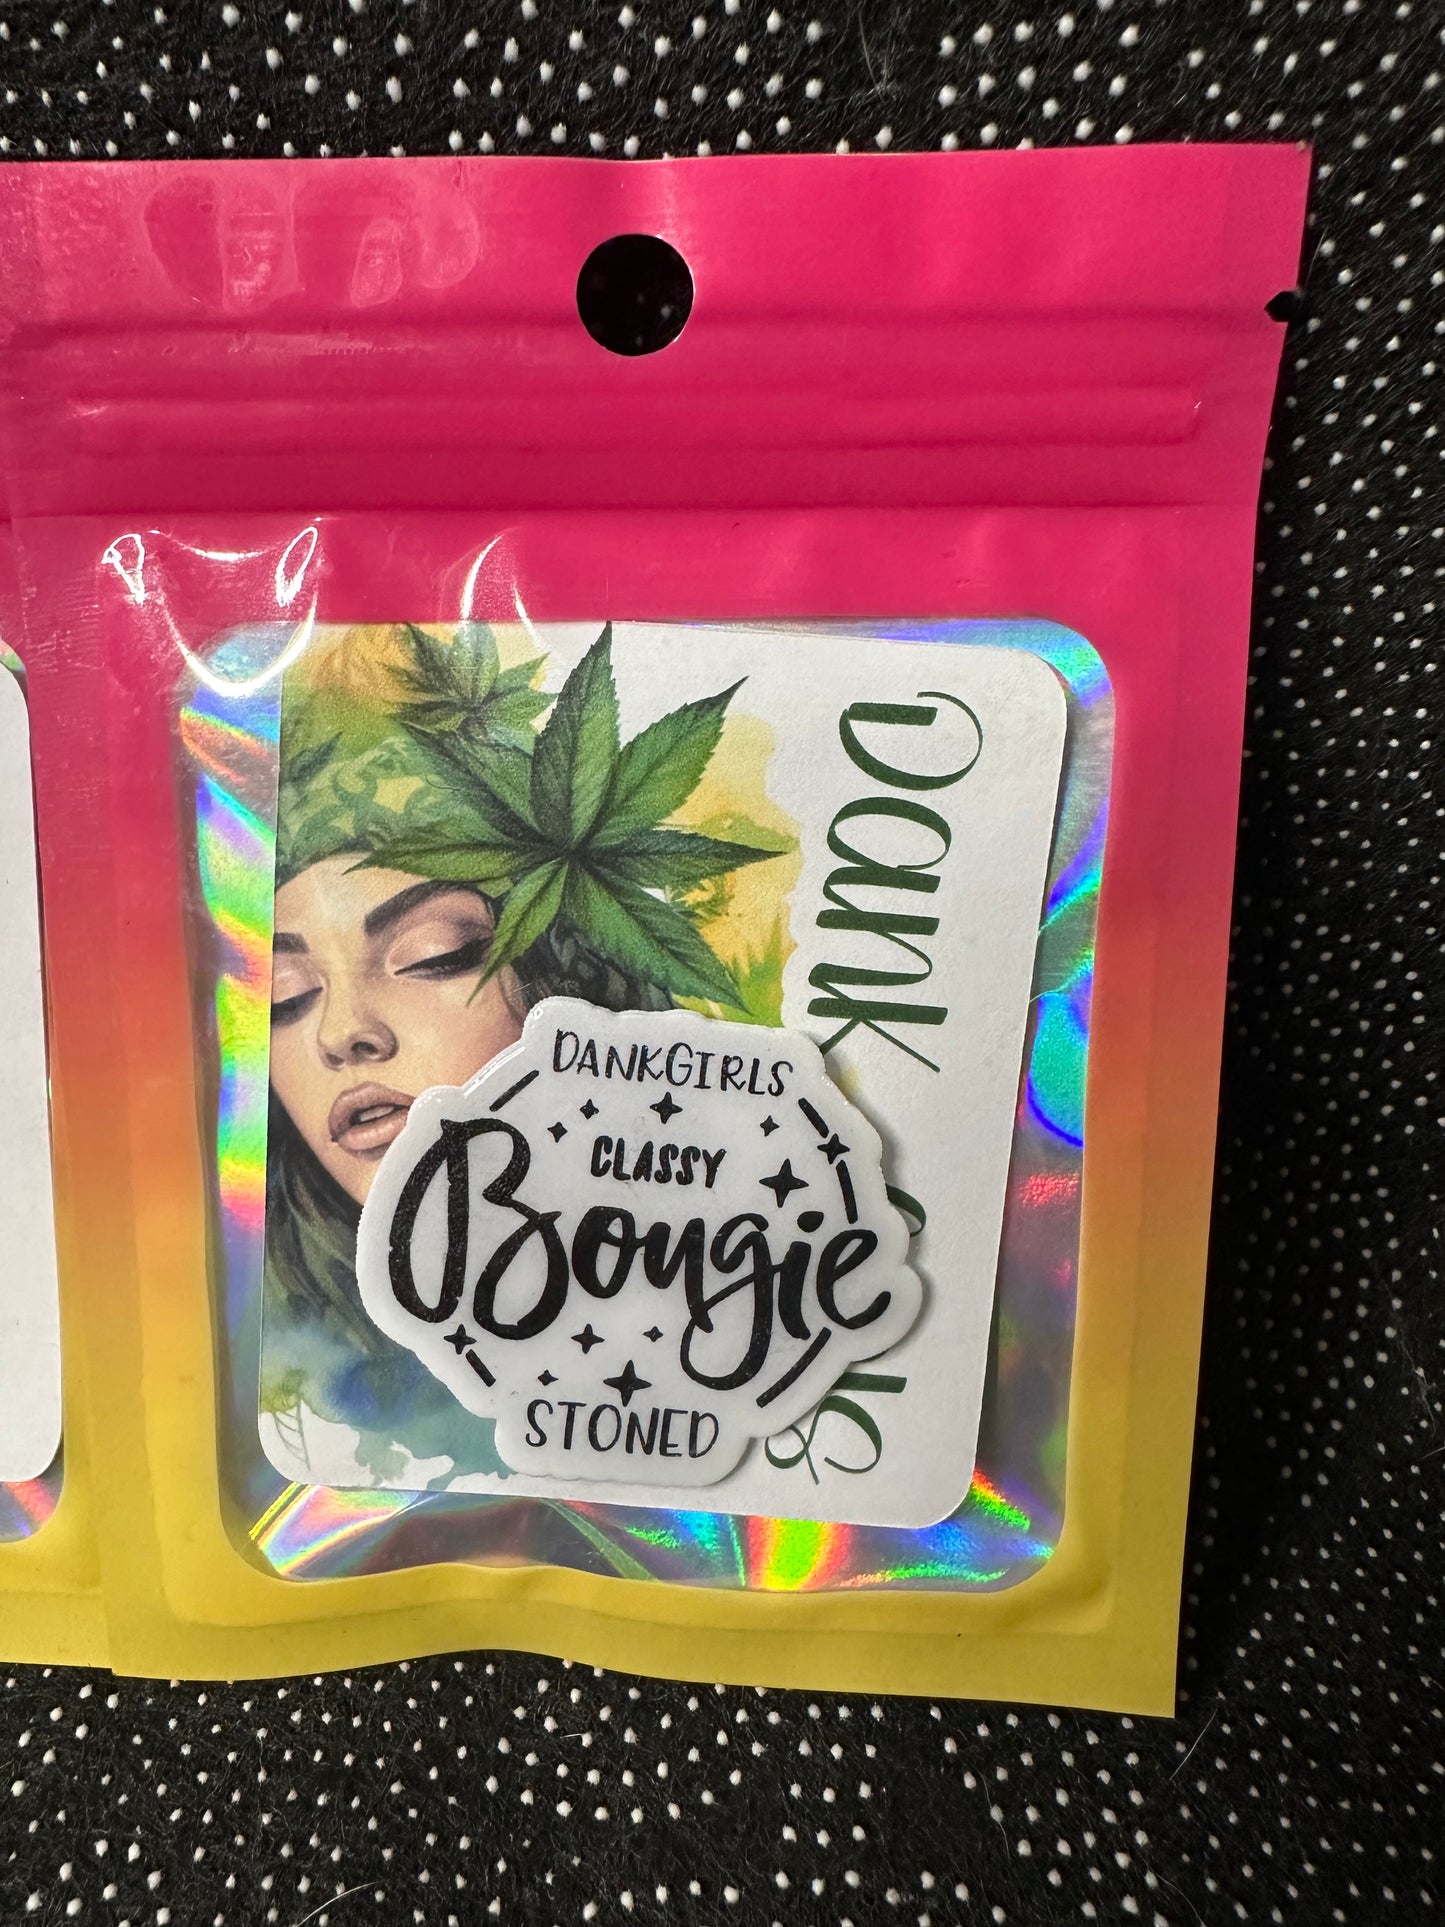 Dank
DANKGIRLS
CLASSY
Bougie
STONED